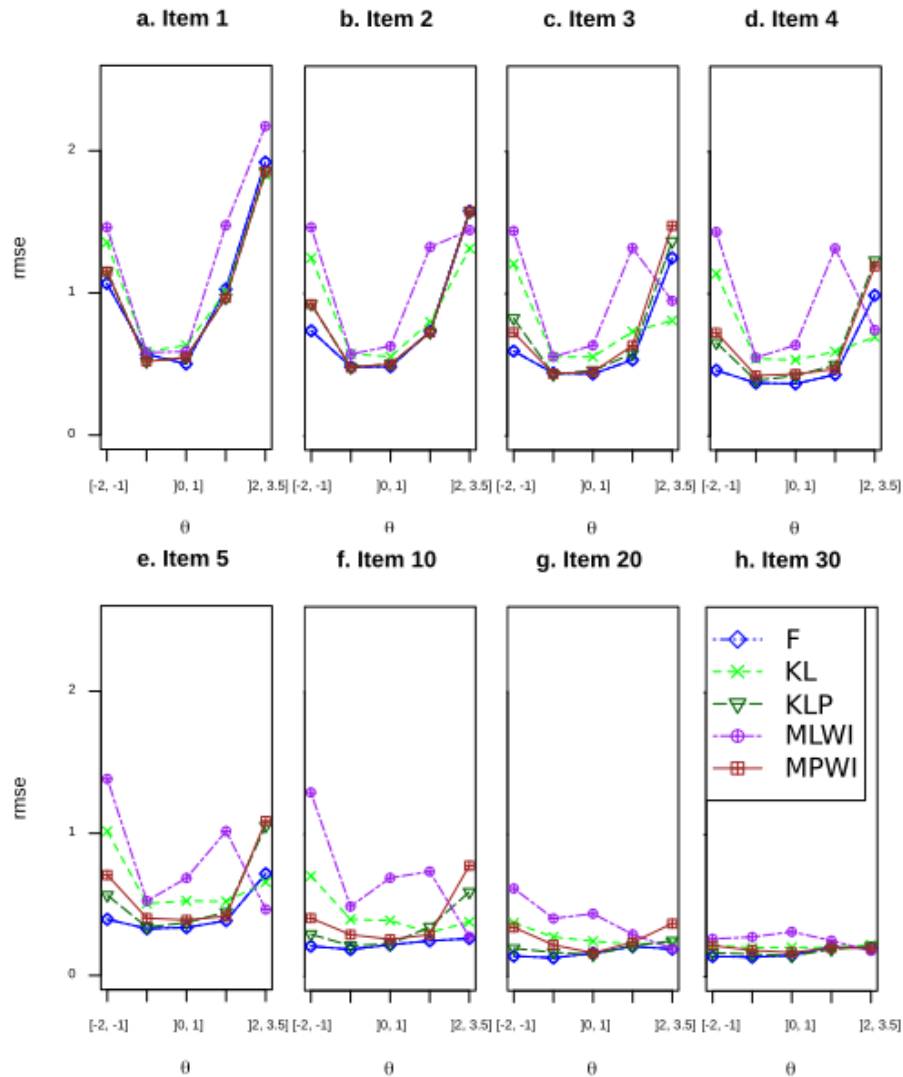 a. Item 1 b. Item 2 c. Item 3 d. Item 4
rmse
2
1
0
[-2, -1] ]0, 1] ]2, 3.5] [-2, -1] ]0, 1] ]2, 3.5] [-2, -1] ]0, 1] ]2, 3.5] [-2, -1] ]0, 1] ]2, 3.5]
θ θ θ θ
e. Item 5 f. Item 10 g. Item 20 h. Item 30
rmse
2
1
0
F
KL
KLP
MLWI
MPWI
[-2, -1] ]0, 1] ]2, 3.5] [-2, -1] ]0, 1] ]2, 3.5] [-2, -1] ]0, 1] ]2, 3.5] [-2, -1] ]0, 1] ]2, 3.5]
θ θ θ θ